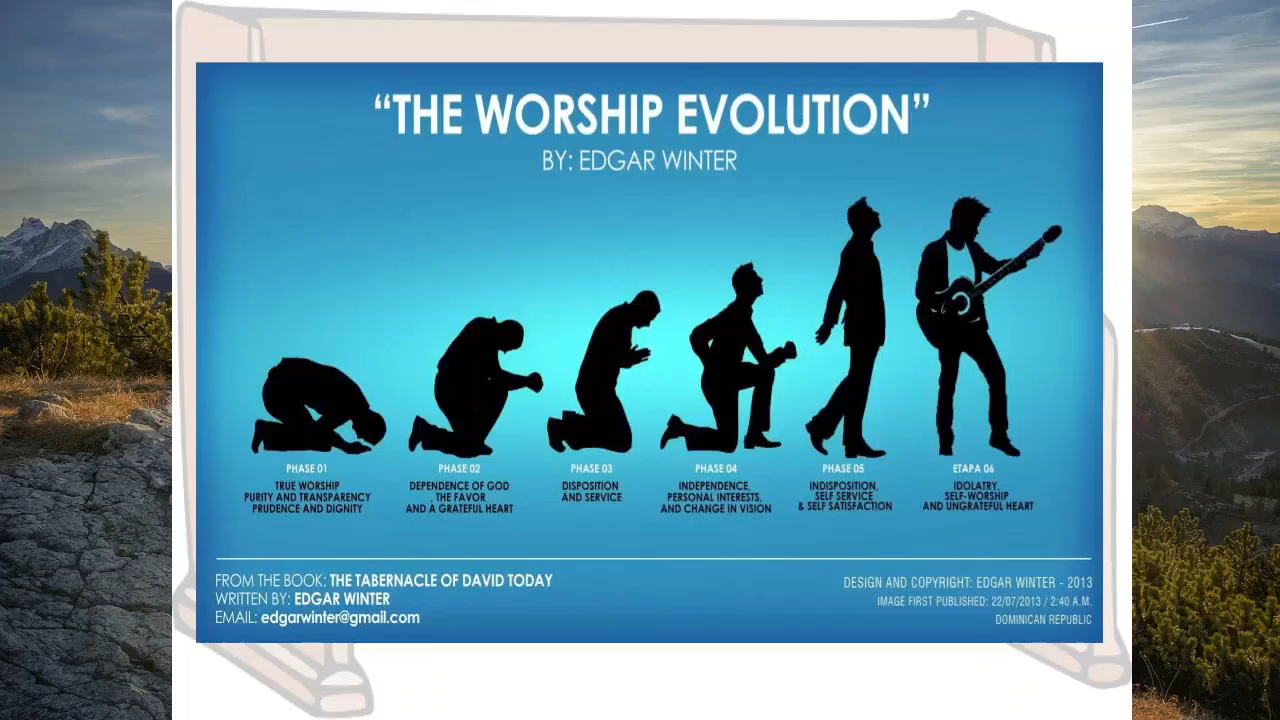 “THE WORSHIP EVOLUTION”
BY: EDGAR WINTER
PHASE 01
TRUE WORSHIP
PURITY AND TRANSPARENCY
PRUDENCE AND DIGNITY
PHASE 02
DEPENDENCE OF GOD
THE FAVOR
AND A GRATEFUL HEART
PHASE 03
DISPOSITION
AND SERVICE
PHASE 04
INDEPENDENCE,
PERSONAL INTERESTS,
AND CHANGE IN VISION
PHASE 05
INDISPOSITION,
SELF SERVICE
& SELF SATISFACTION
ETAPA 06
IDOLATRY,
SELF-WORSHIP
AND UNGRATEFUL HEART
FROM THE BOOK: THE TABERNACLE OF DAVID TODAY
WRITTEN BY: EDGAR WINTER
EMAIL: edgarwinter@gmail.com
DESIGN AND COPYRIGHT: EDGAR WINTER - 2013
IMAGE FIRST PUBLISHED: 22/07/2013 / 2:40 A.M.
DOMINICAN REPUBLIC